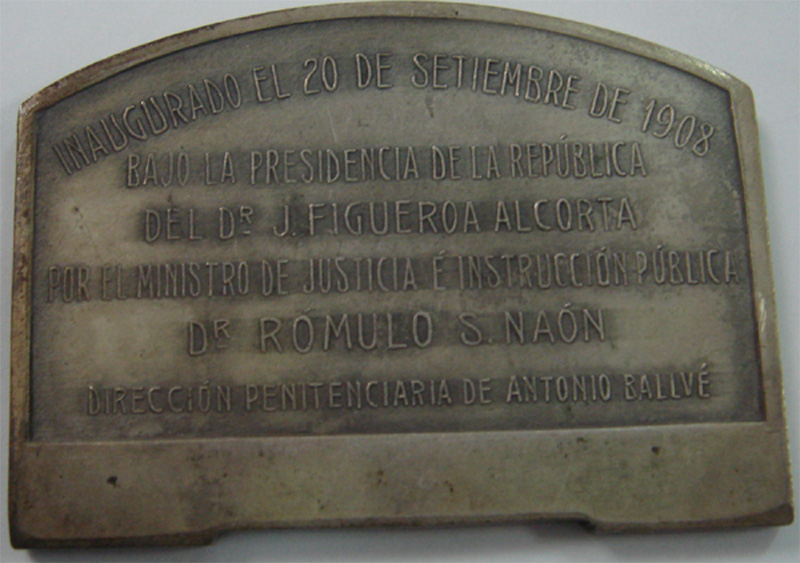 INAUGURADO EL 20 DE SETIEMBRE DE 1908
BAJO LA PRESIDENCIA DE LA REPÚBLICA
DEL DR J. FIGUEROA ALCORTA
POR EL MINISTRO DE JUSTICIA É INSTRUCCIÓN PÚBLICA
DR RÓMULO S. NAÓN
DIRECCIÓN PENITENCIARIA DE ANTONIO BALLVÉ